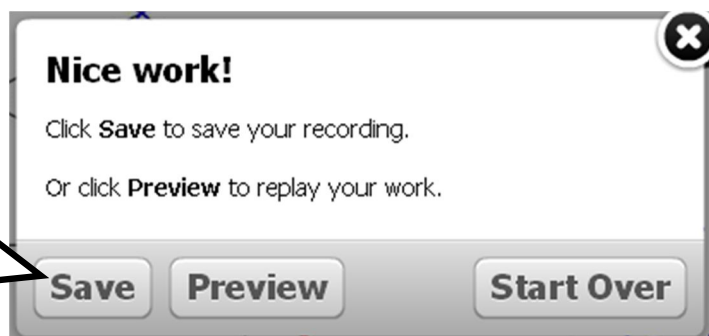 Nice work!
Click Save to save your recording.
Or click Preview to replay your work.
Save Preview Start Over